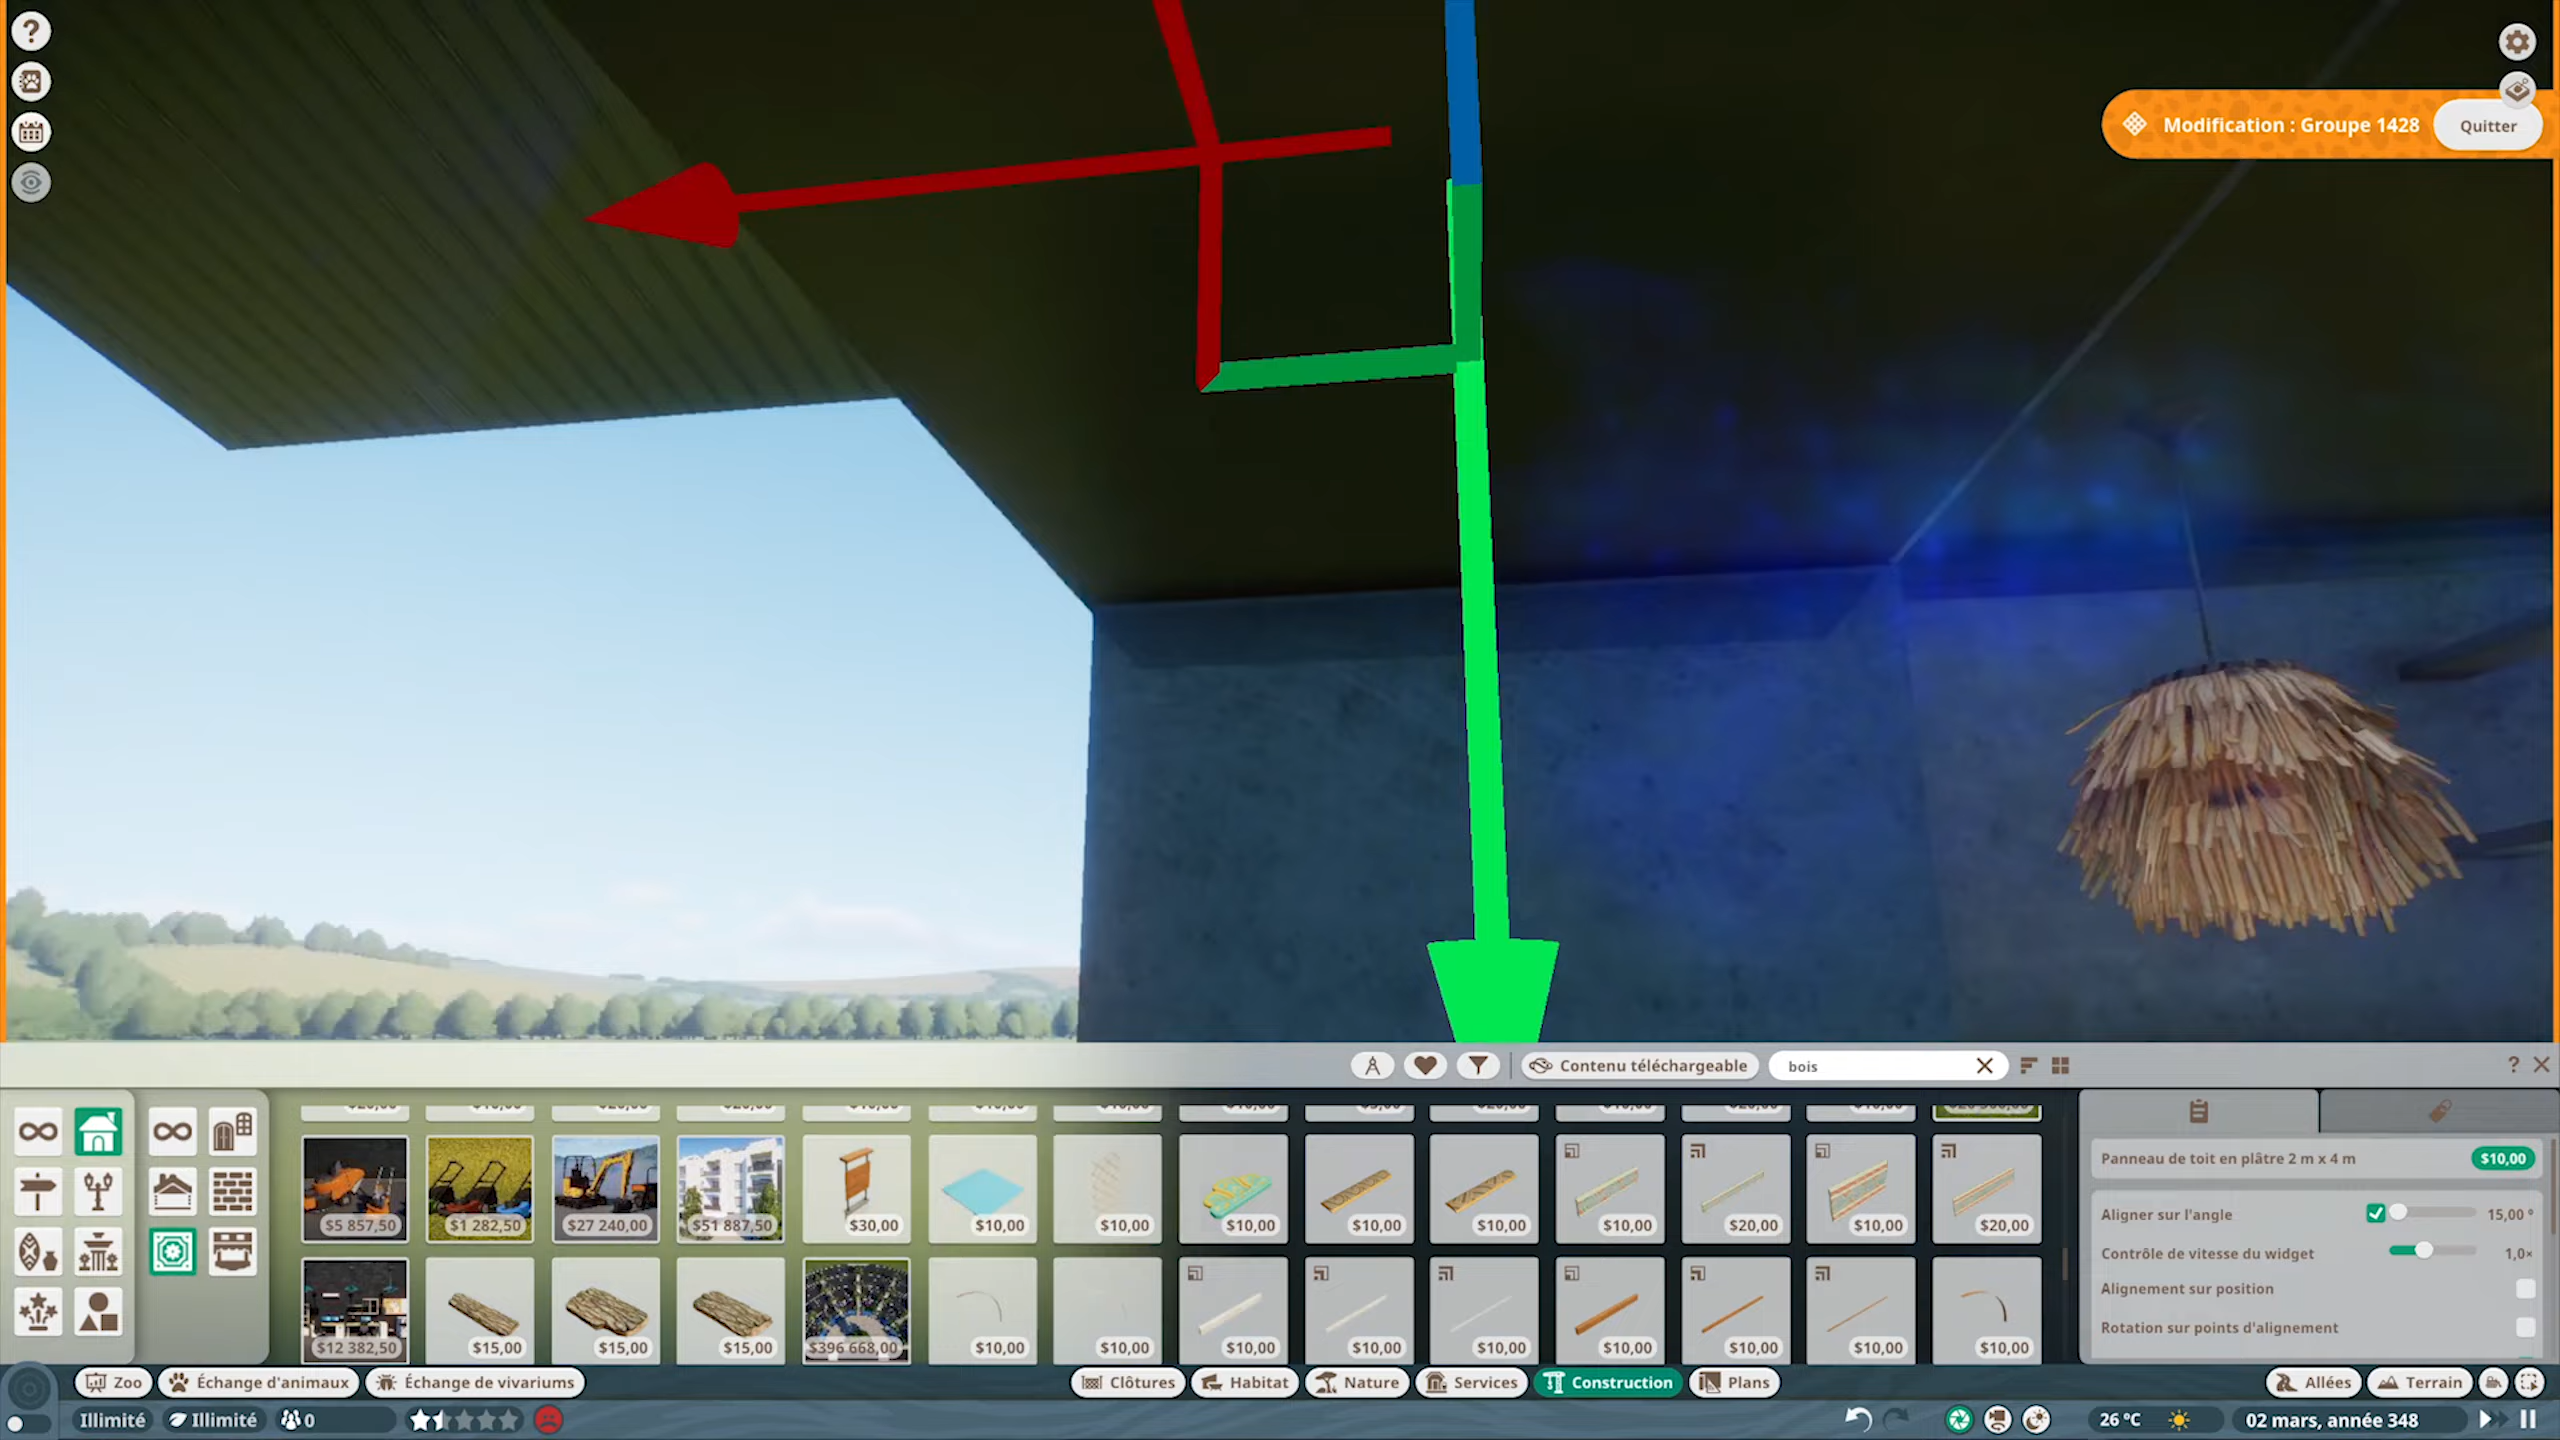 Modification : Groupe 1428
Quitter
Contenu téléchargeable
bois
$5 857,50
$1 282,50
$27 240,00
$51 887,50
$30,00
$10,00
$10,00
$10,00
$10,00
$10,00
$10,00
$20,00
$10,00
$20,00
$12 382,50
$15,00
$15,00
$15,00
$396 668,00
$10,00
$10,00
$10,00
$10,00
$10,00
$10,00
$10,00
$10,00
$10,00
Panneau de toit en plâtre 2 m x 4 m
$10,00
Aligner sur l'angle
15,00 °
Contrôle de vitesse du widget
1,0×
Alignement sur position
Rotation sur points d'alignement
Zoo
Échange d'animaux
Échange de vivariums
Clôtures
Habitat
Nature
Services
Construction
Plans
Allées
Terrain
Illimité
Illimité
0
26 °C
02 mars, année 348